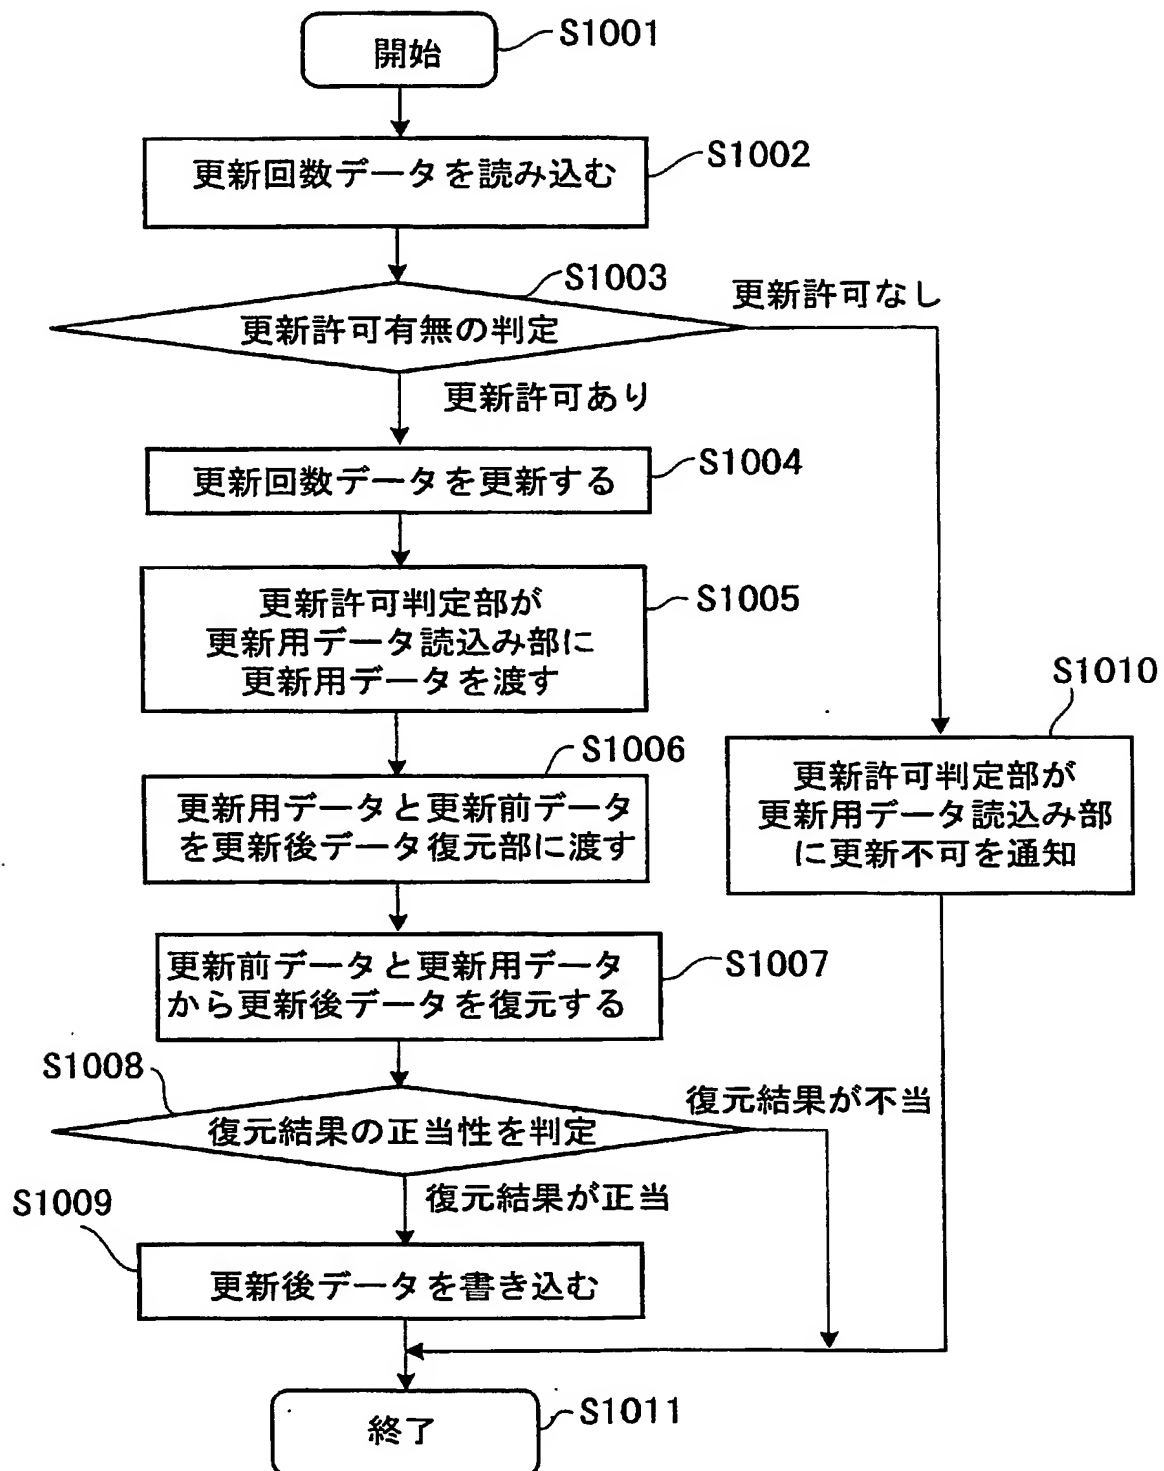 開始
S1001
更新回数データを読み込む
S1002
S1003
更新許可有無の判定
更新許可なし
更新許可あり
更新回数データを更新する
S1004
更新許可判定部が
更新用データ読込み部に
更新用データを渡す
S1005
S1010
更新許可判定部が
更新用データ読込み部
に更新不可を通知
S1006
更新用データと更新前データ
を更新後データ復元部に渡す
更新前データと更新用データ
から更新後データを復元する
S1007
S1008
復元結果の正当性を判定
復元結果が不当
復元結果が正当
S1009
更新後データを書き込む
終了
S1011